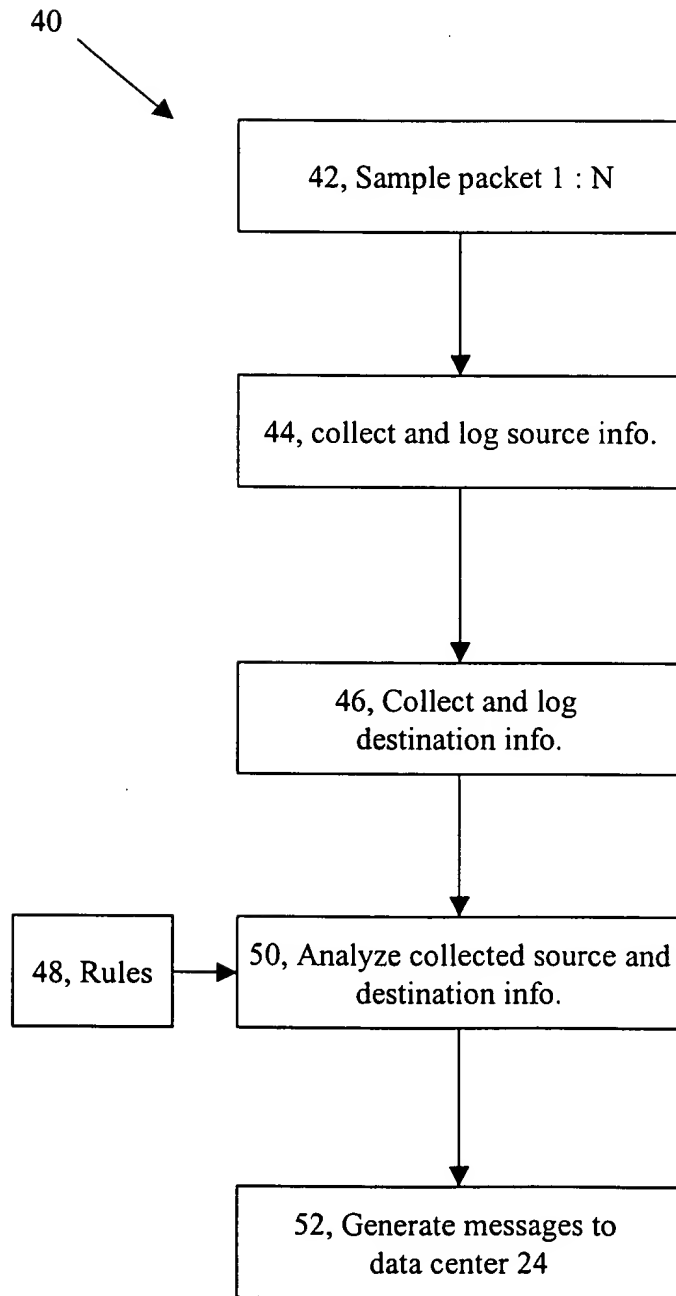 40
42, Sample packet 1 : N
44, collect and log source info.
46, Collect and log
destination info.
48, Rules
50, Analyze collected source and
destination info.
52, Generate messages to
data center 24